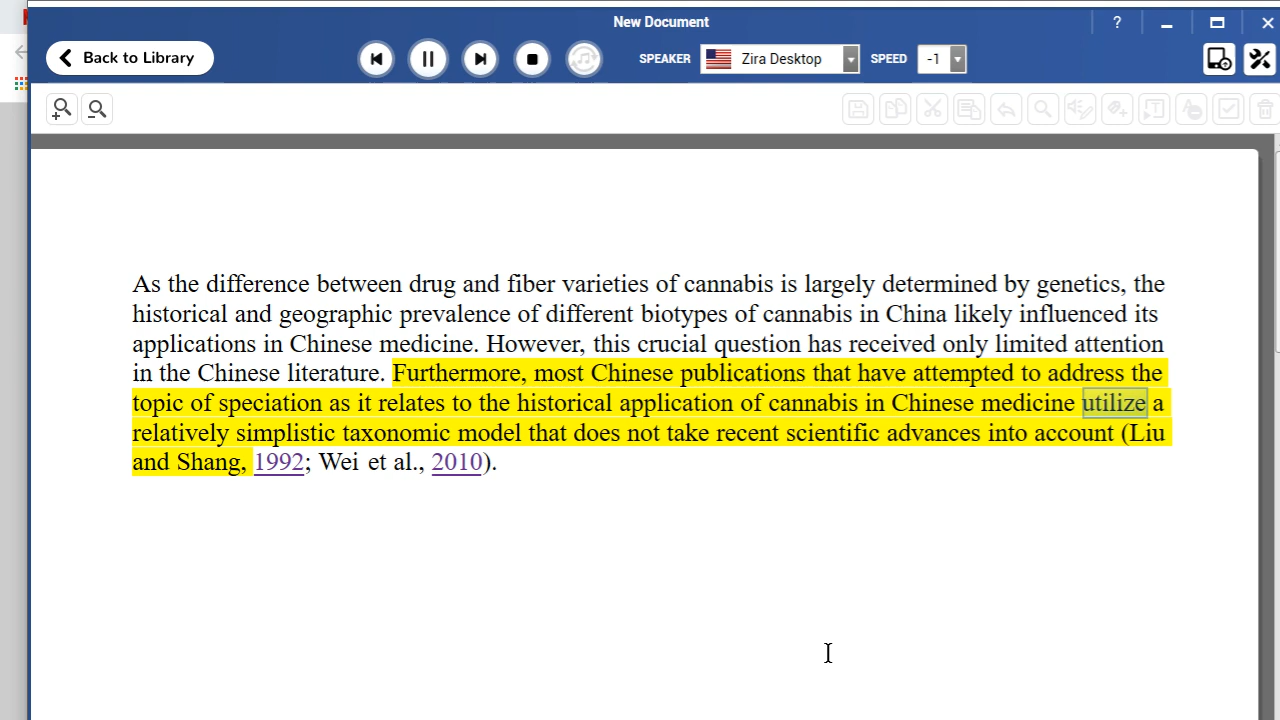 New Document
?
Back to Library
SPEAKER
Zira Desktop
SPEED
-1
As the difference between drug and fiber varieties of cannabis is largely determined by genetics, the
historical and geographic prevalence of different biotypes of cannabis in China likely influenced its
applications in Chinese medicine. However, this crucial question has received only limited attention
in the Chinese literature. Furthermore, most Chinese publications that have attempted to address the
topic of speciation as it relates to the historical application of cannabis in Chinese medicine utilize a
relatively simplistic taxonomic model that does not take recent scientific advances into account (Liu
and Shang, 1992; Wei et al., 2010).